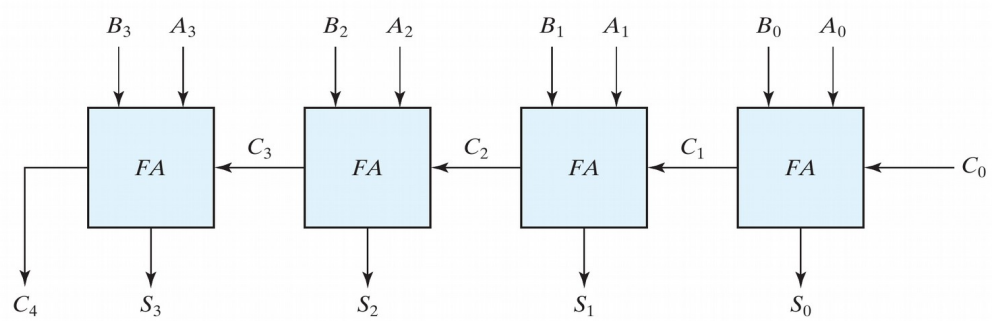 B₃ A₃ B₂ A₂ B₁ A₁ B₀ A₀
FA C₃ FA C₂ FA C₁ FA C₀
C₄ S₃ S₂ S₁ S₀